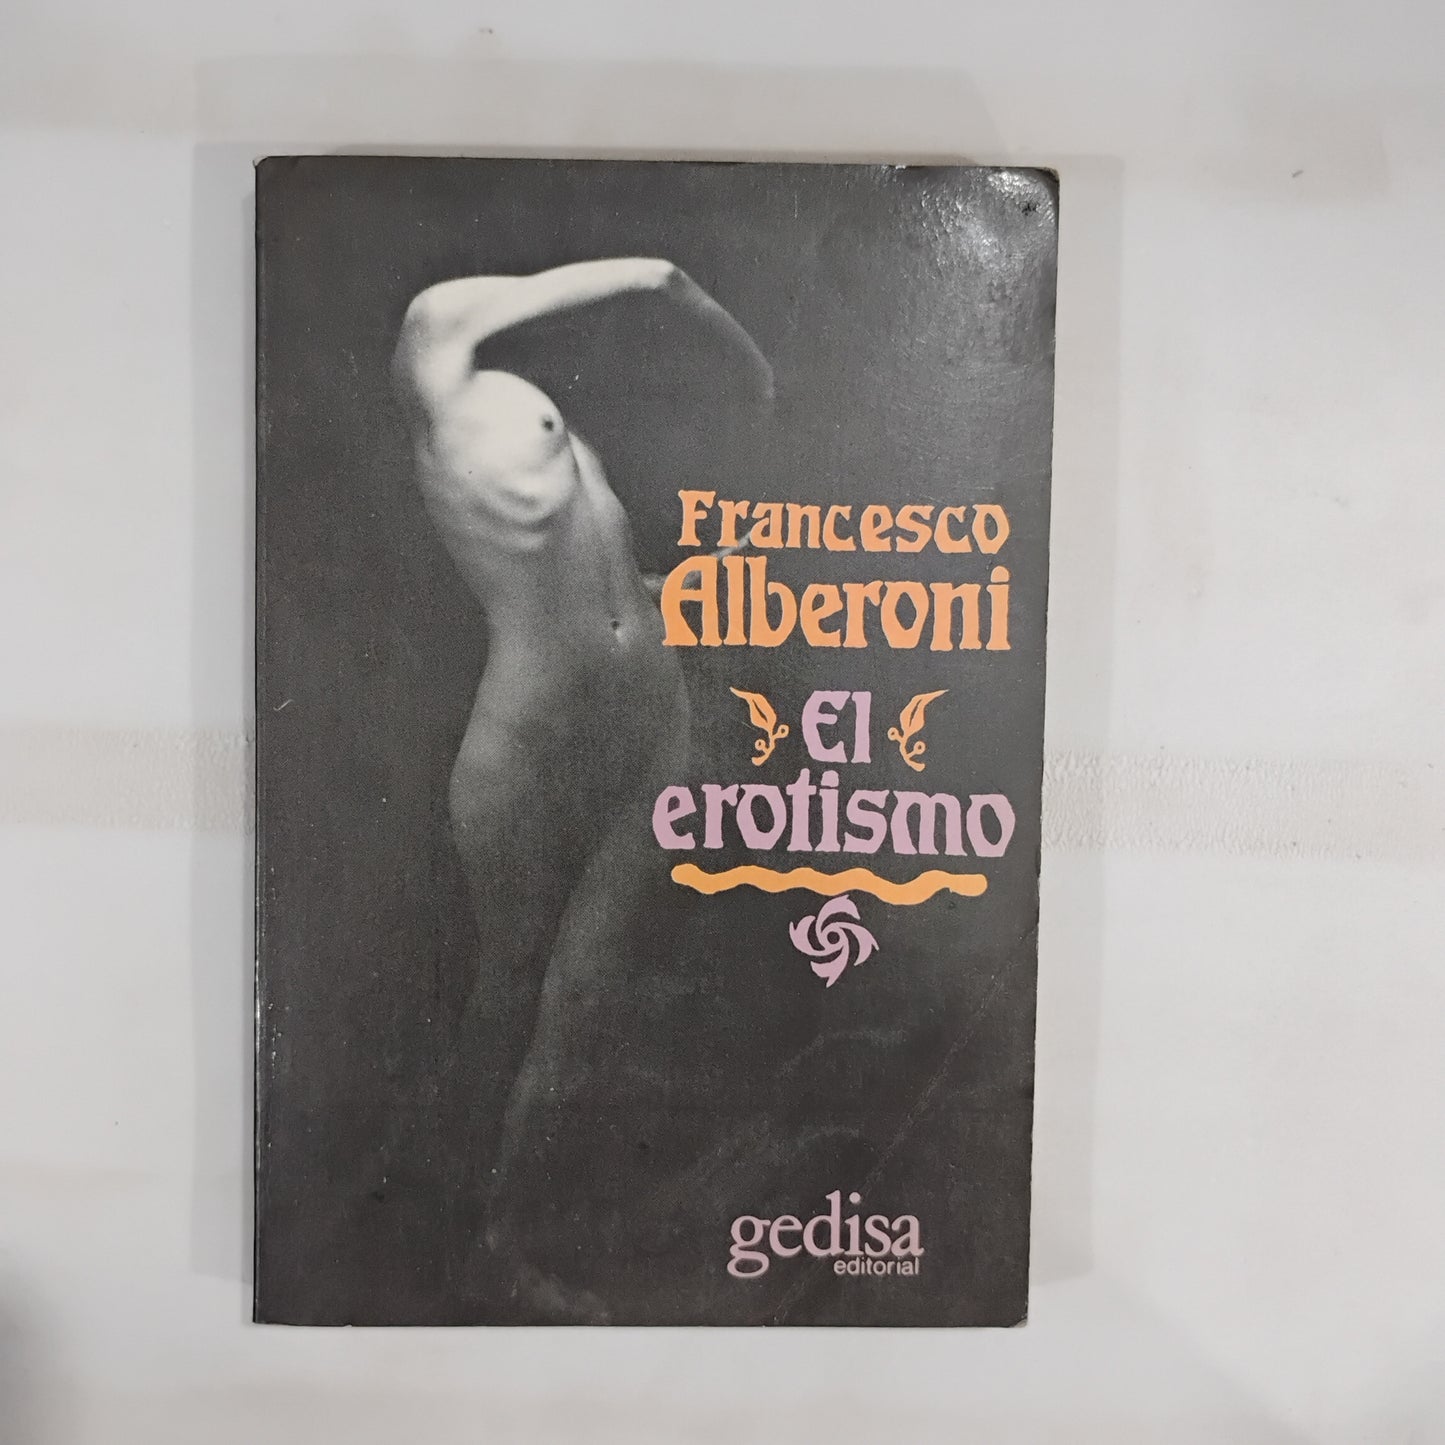 Francesco
Alberoni
El
erotismo
gedisa
editorial